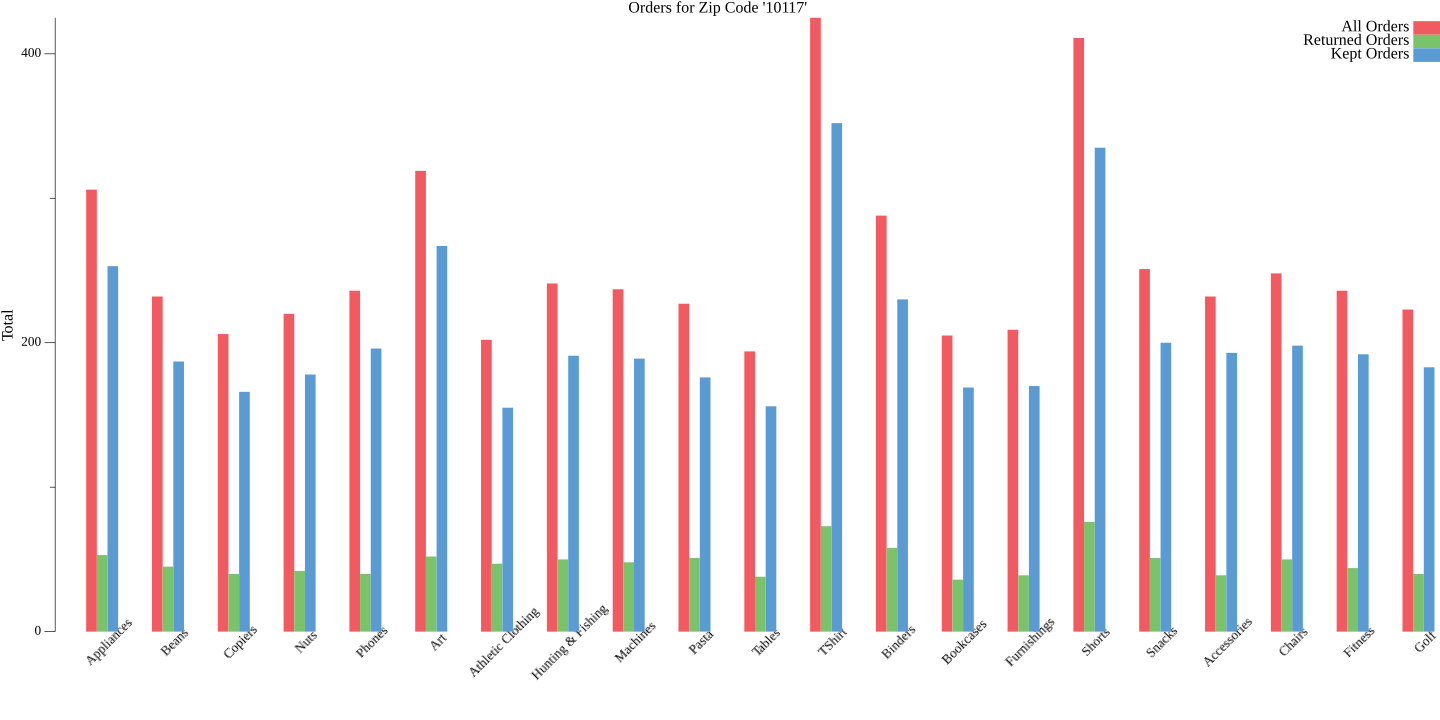 Orders for Zip Code '10117'
All Orders
Returned Orders
Kept Orders
Total
400
200
0
Appliances
Beans
Copiers
Nuts
Phones
Art
Athletic Clothing
Hunting & Fishing
Machines
Pasta
Tables
TShirt
Binders
Bookcases
Furnishings
Shorts
Snacks
Accessories
Chairs
Fitness
Golf